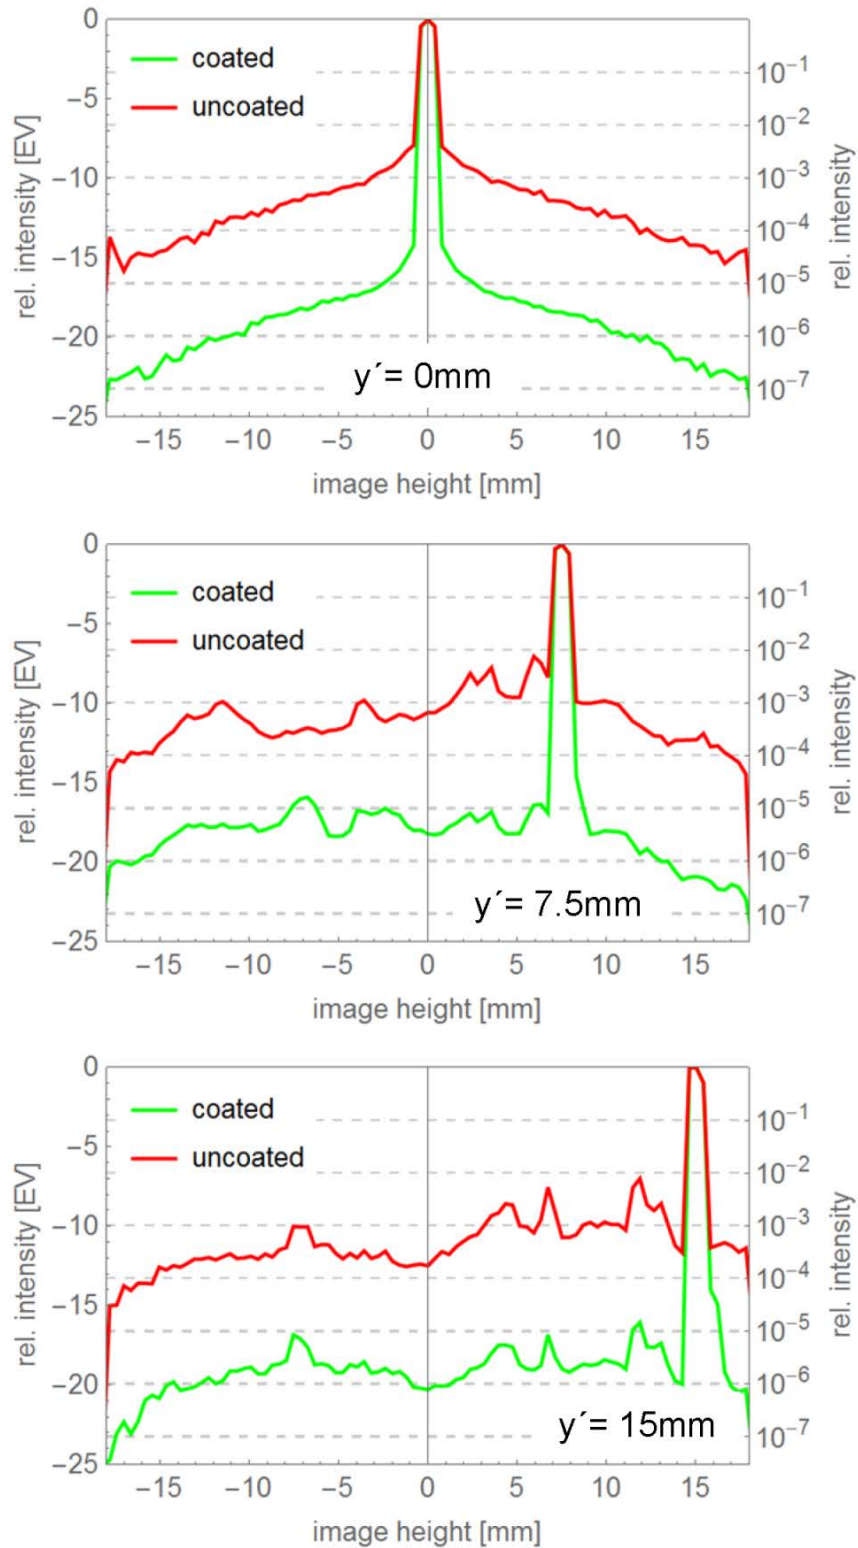 0
−5
−10
−15
−20
−25
rel. intensity [EV]
coated
uncoated
y´= 0mm
10⁻¹
10⁻²
10⁻³
10⁻⁴
10⁻⁵
10⁻⁶
10⁻⁷
rel. intensity
−15 −10 −5 0 5 10 15
image height [mm]
0
−5
−10
−15
−20
−25
rel. intensity [EV]
coated
uncoated
y´= 7.5mm
10⁻¹
10⁻²
10⁻³
10⁻⁴
10⁻⁵
10⁻⁶
10⁻⁷
rel. intensity
−15 −10 −5 0 5 10 15
image height [mm]
0
−5
−10
−15
−20
−25
rel. intensity [EV]
coated
uncoated
y´= 15mm
10⁻¹
10⁻²
10⁻³
10⁻⁴
10⁻⁵
10⁻⁶
10⁻⁷
rel. intensity
−15 −10 −5 0 5 10 15
image height [mm]